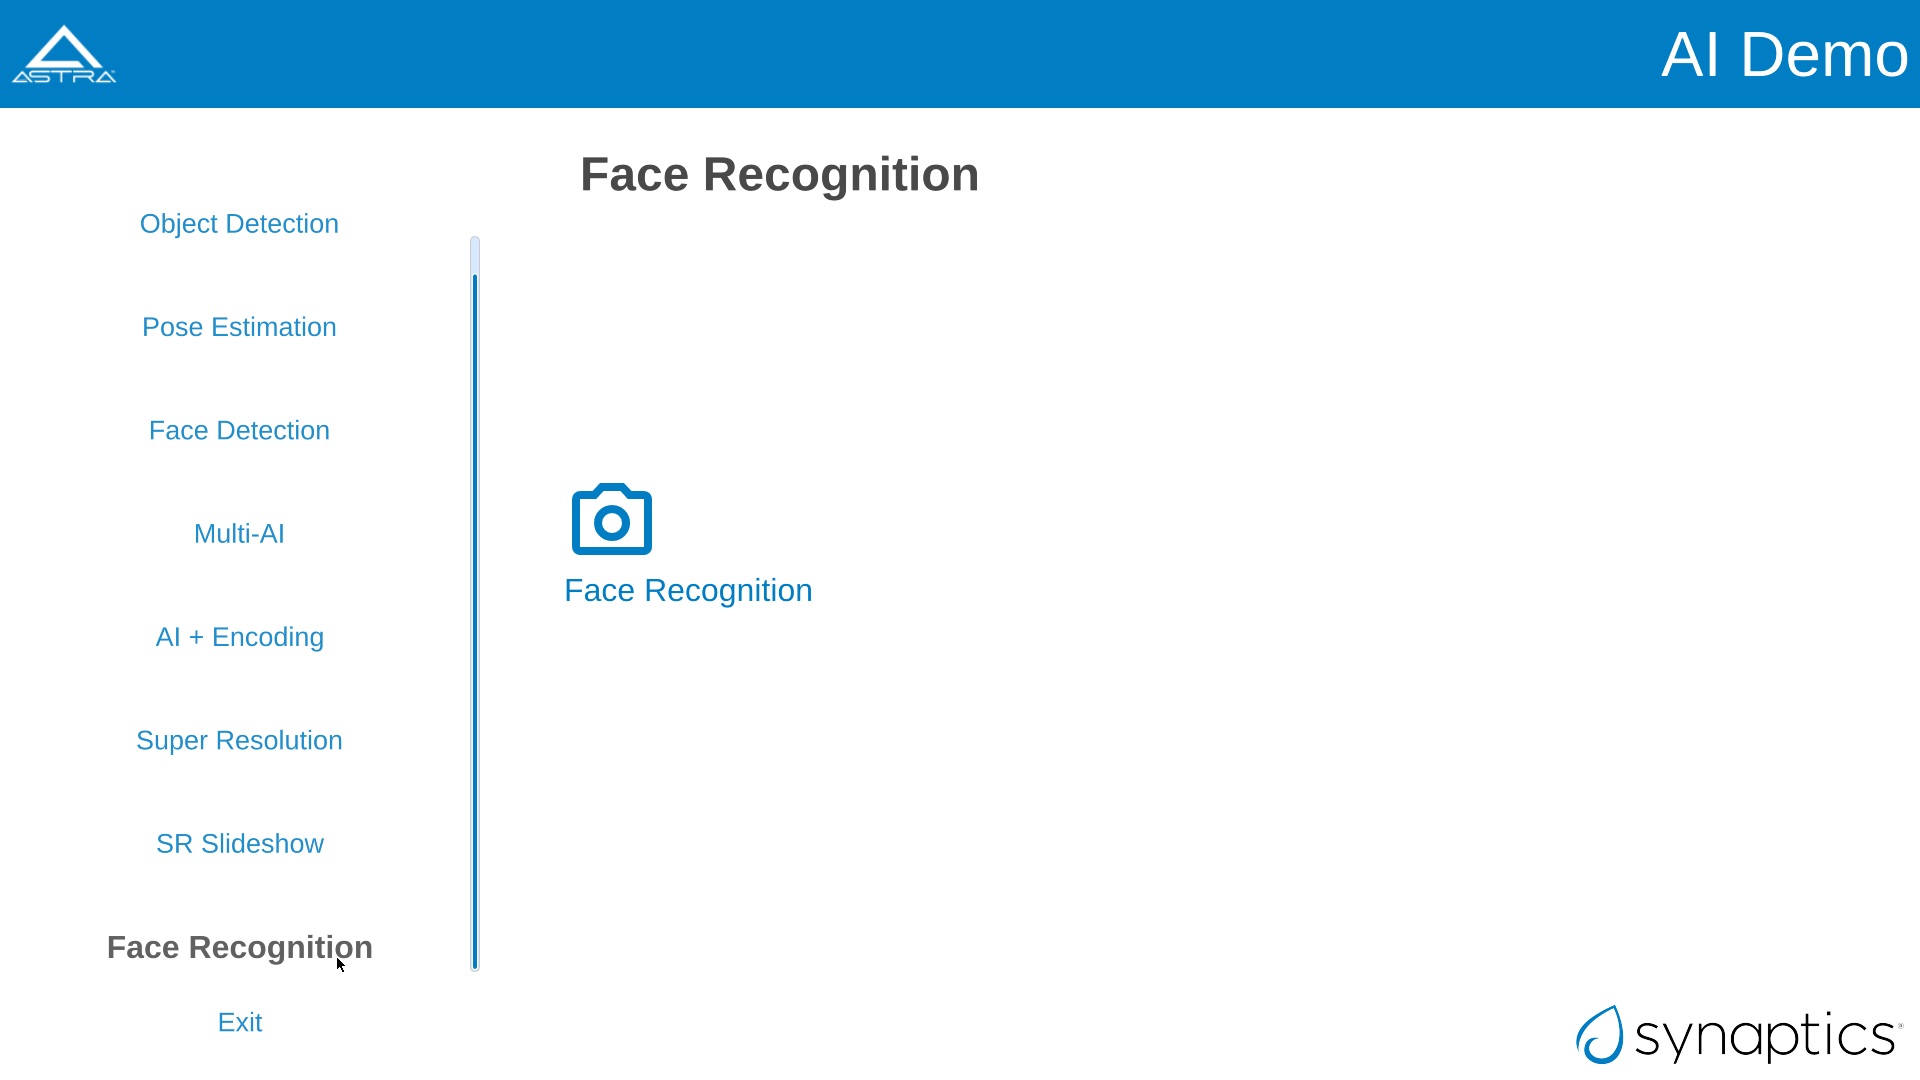 ASTRA
AI Demo
Face Recognition
Object Detection
Pose Estimation
Face Detection
Multi-AI
AI + Encoding
Super Resolution
SR Slideshow
Face Recognition
Exit
Face Recognition
synaptics